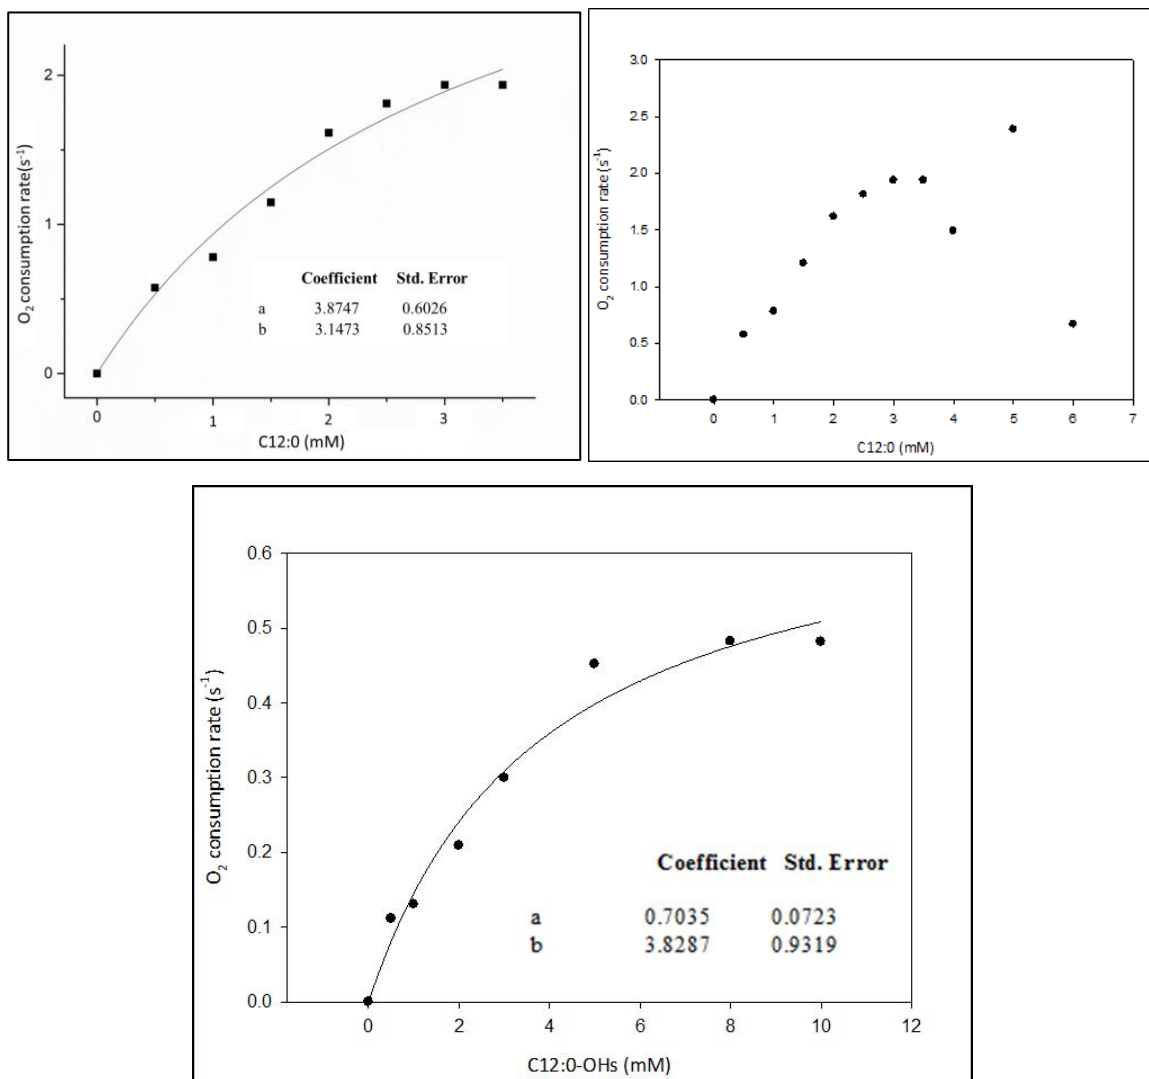 O₂ consumption rate(s⁻¹)
2
1
0
Coefficient Std. Error
a 3.8747 0.6026
b 3.1473 0.8513
0 1 2 3
C12:0 (mM)
O₂ consumption rate (s⁻¹)
3.0
2.5
2.0
1.5
1.0
0.5
0.0
0 1 2 3 4 5 6 7
C12:0 (mM)
O₂ consumption rate (s⁻¹)
0.6
0.5
0.4
0.3
0.2
0.1
0.0
Coefficient Std. Error
a 0.7035 0.0723
b 3.8287 0.9319
0 2 4 6 8 10 12
C12:0-OHs (mM)